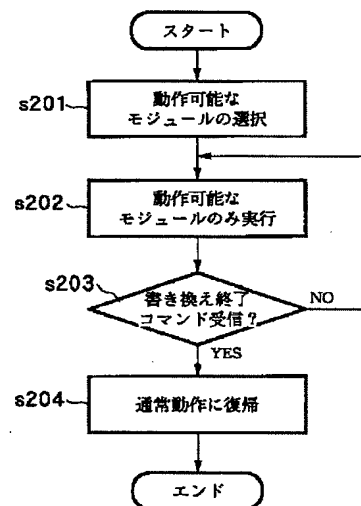 スタート
s201
動作可能な
モジュールの選択
s202
動作可能な
モジュールのみ実行
s203
書き換え終了
コマンド受信？
NO
YES
s204
通常動作に復帰
エンド